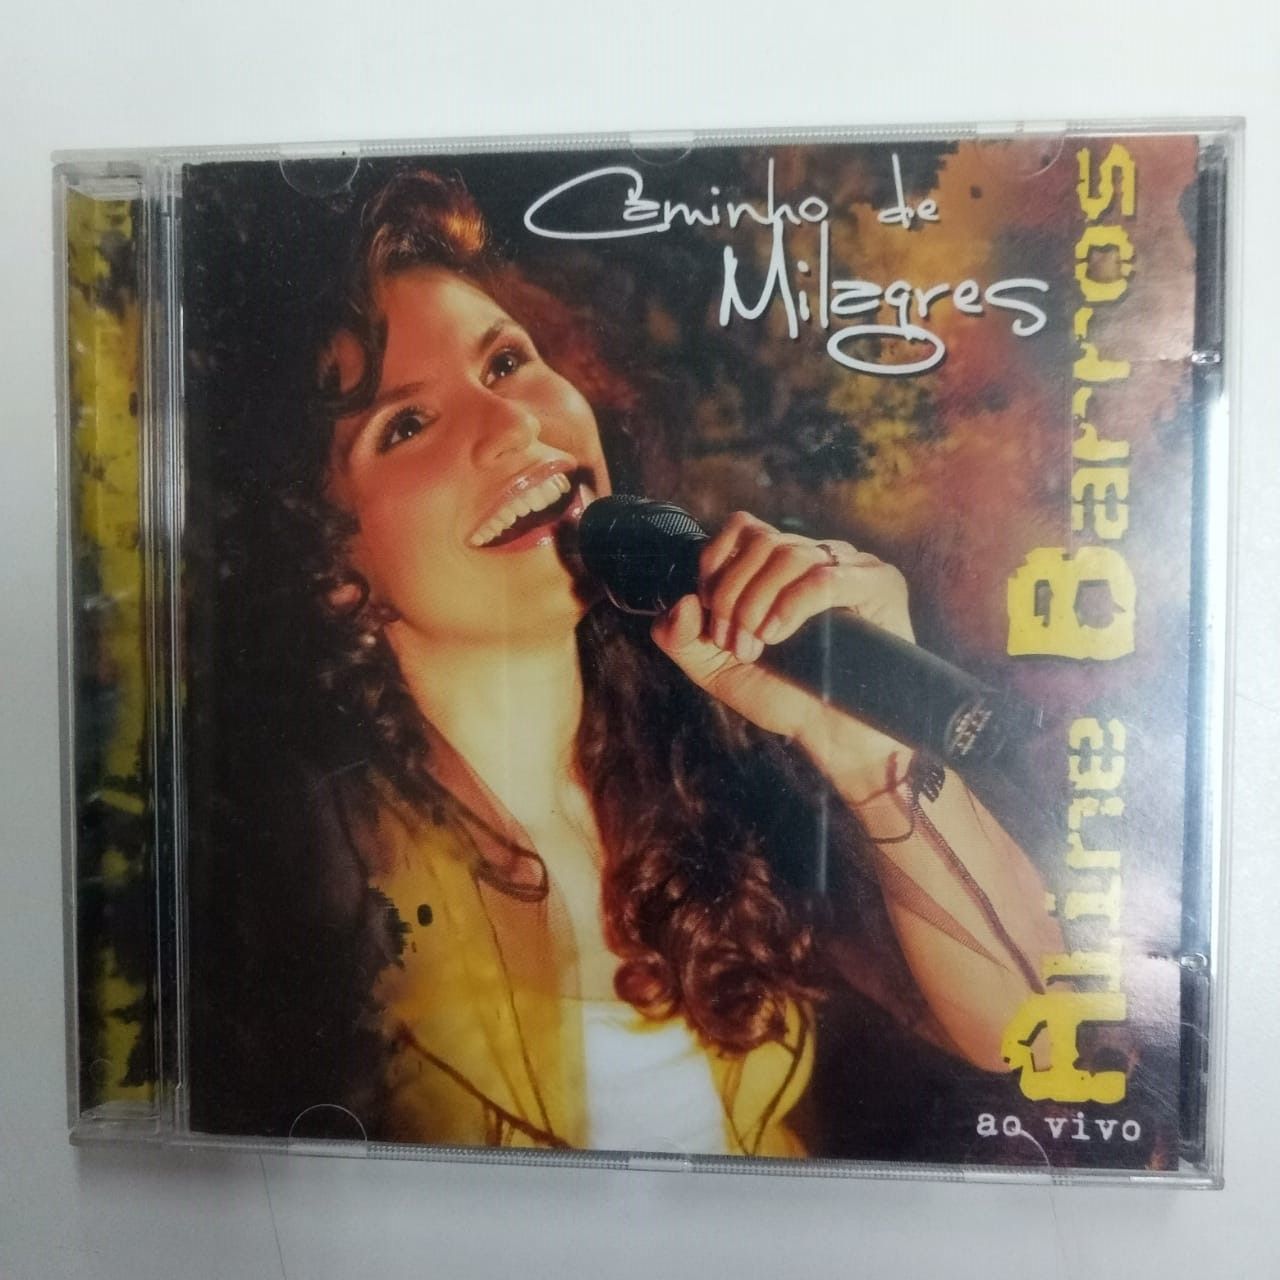 Caminho de
Milagres
Aline Barros
ao vivo